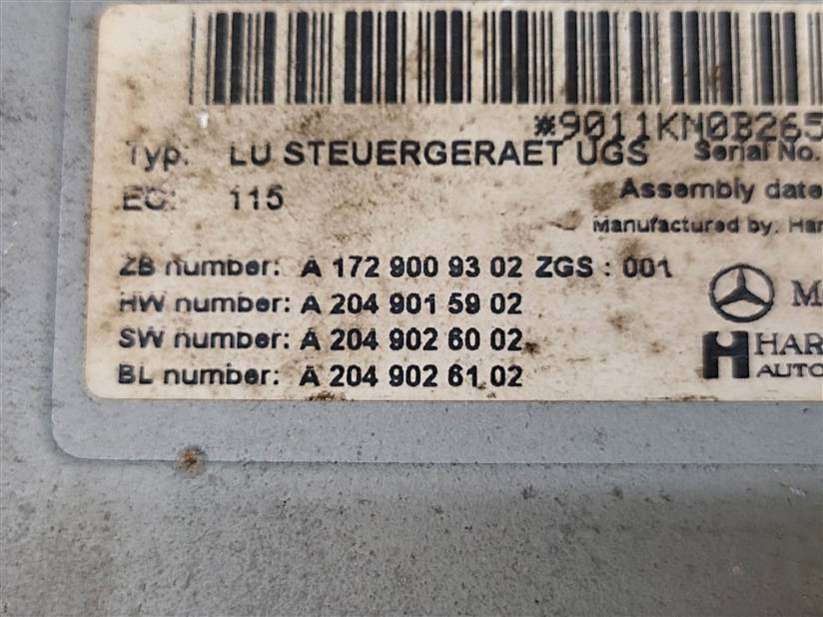 *9011KN0B265
Typ: LU STEUERGERAET UGS Serial No.
EC: 115 Assembly date
Manufactured by: Har
ZB number: A 172 900 93 02 ZGS : 001
HW number: A 204 901 59 02
SW number: A 204 902 60 02
BL number: A 204 902 61 02
M
HAR
AUTO